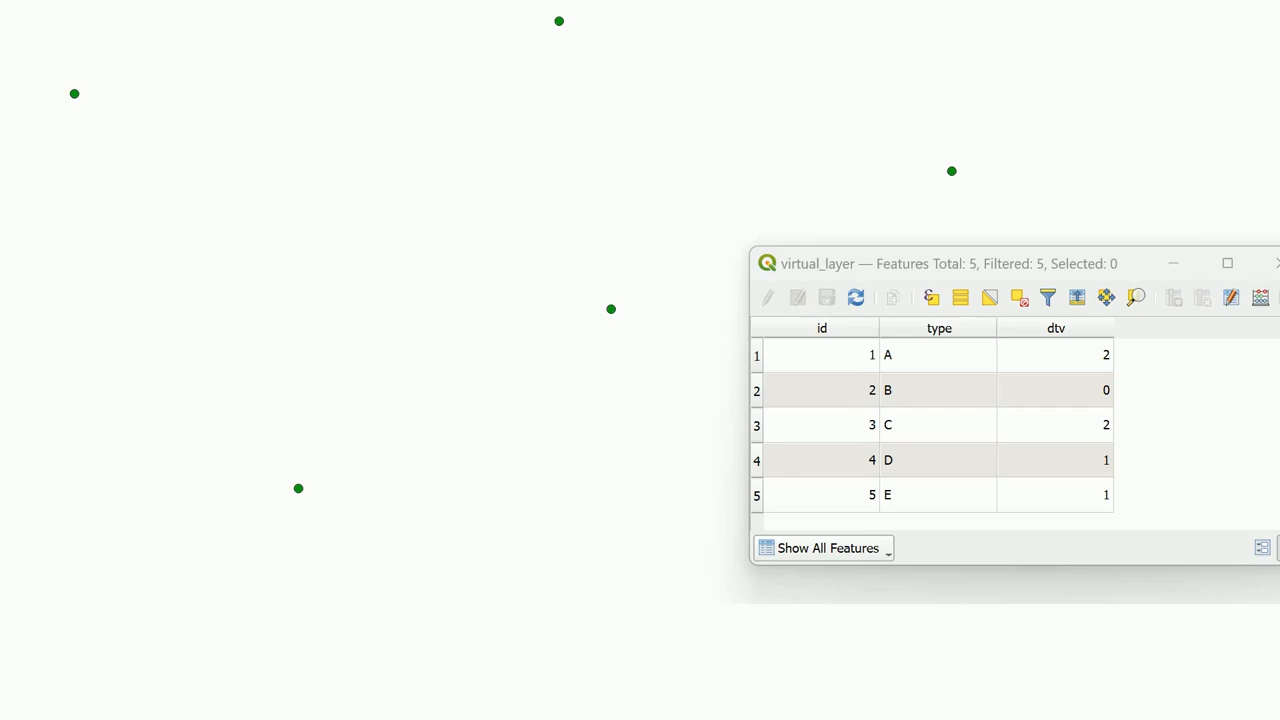 virtual_layer — Features Total: 5, Filtered: 5, Selected: 0
id type dtv
1 1 A 2
2 2 B 0
3 3 C 2
4 4 D 1
5 5 E 1
Show All Features